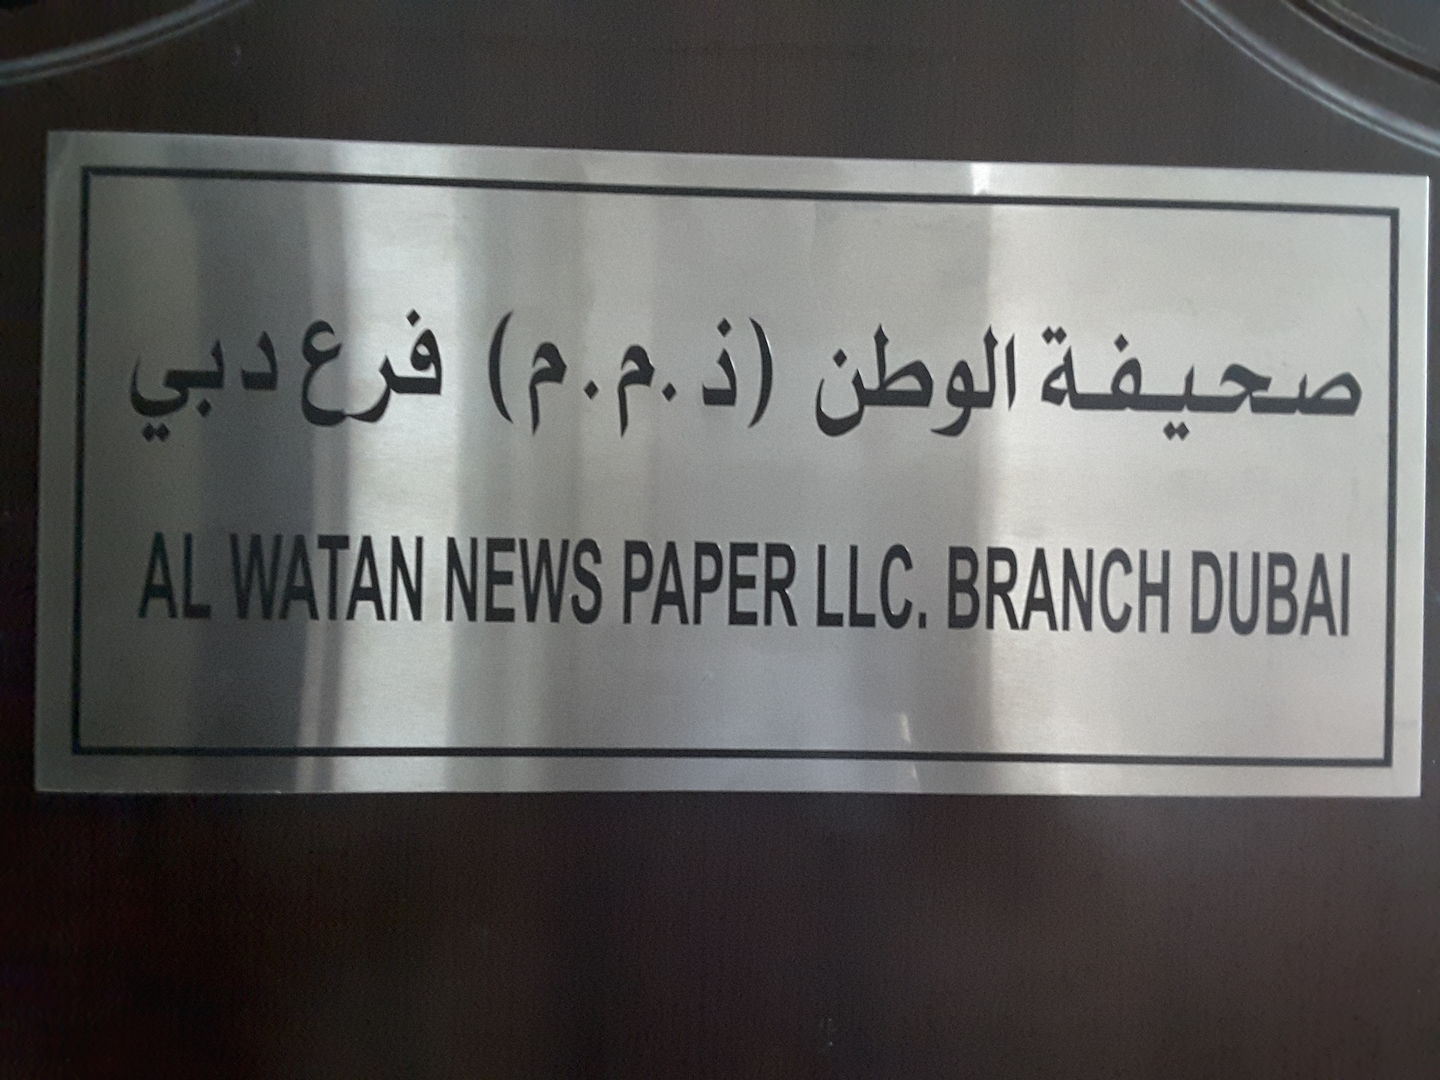 صحيفة الوطن (ذ.م.م) فرع دبي
AL WATAN NEWS PAPER LLC. BRANCH DUBAI